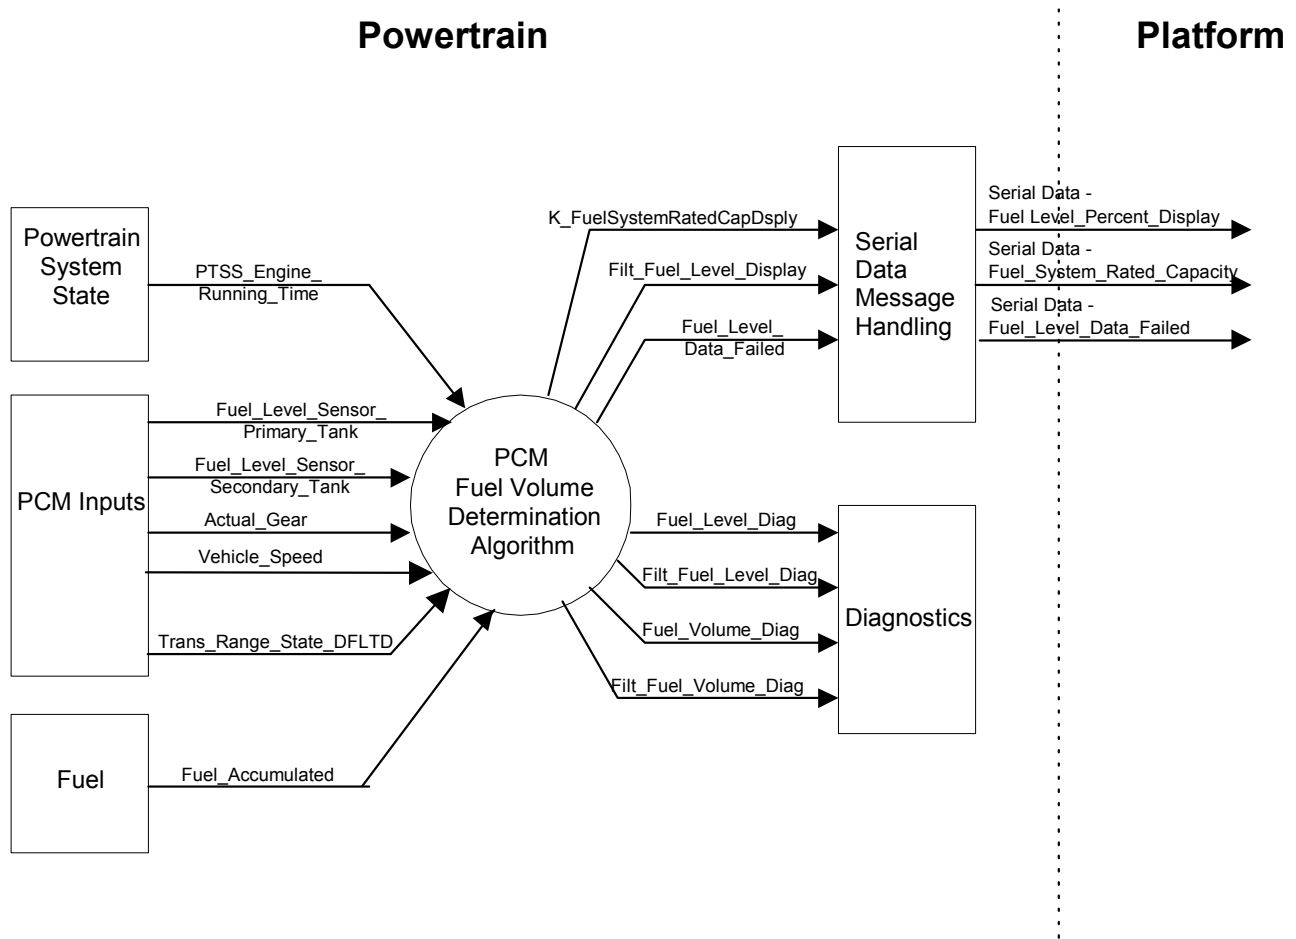 Powertrain
Platform
Powertrain
System
State
PTSS_Engine_
Running_Time
PCM Inputs
Fuel_Level_Sensor_
Primary_Tank
Fuel_Level_Sensor_
Secondary_Tank
Actual_Gear
Vehicle_Speed
Trans_Range_State_DFLTD
Fuel
Fuel_Accumulated
PCM
Fuel Volume
Determination
Algorithm
K_FuelSystemRatedCapDsply
Filt_Fuel_Level_Display
Fuel_Level_
Data_Failed
Serial
Data
Message
Handling
Serial Data -
Fuel Level_Percent_Display
Serial Data -
Fuel_System_Rated_Capacity
Serial Data -
Fuel_Level_Data_Failed
Fuel_Level_Diag
Filt_Fuel_Level_Diag
Fuel_Volume_Diag
Filt_Fuel_Volume_Diag
Diagnostics